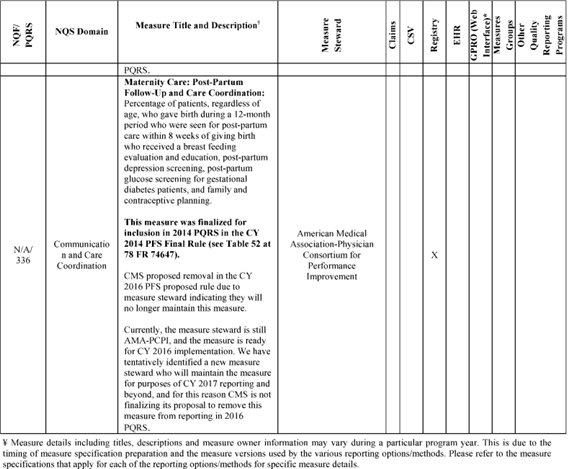 NQF/
PQRS
NQS Domain
Measure Title and Description†
Measure
Steward
Claims
CSV
Registry
EHR
GPRO (Web
Interface)*
Measures
Groups
Other
Quality
Reporting
Programs
PQRS.
Maternity Care: Post-Partum
Follow-Up and Care Coordination:
Percentage of patients, regardless of
age, who gave birth during a 12-month
period who were seen for post-partum
care within 8 weeks of giving birth
who received a breast feeding
evaluation and education, post-partum
depression screening, post-partum
glucose screening for gestational
diabetes patients, and family and
contraceptive planning.
This measure was finalized for
inclusion in 2014 PQRS in the CY
2014 PFS Final Rule (see Table 52 at
78 FR 74647).
CMS proposed removal in the CY
2016 PFS proposed rule due to
measure steward indicating they will
no longer maintain this measure.
Currently, the measure steward is still
AMA-PCPI, and the measure is ready
for CY 2016 implementation. We have
tentatively identified a new measure
steward who will maintain the measure
for purposes of CY 2017 reporting and
beyond, and for this reason CMS is not
finalizing its proposal to remove this
measure from reporting in 2016
PQRS.
N/A/
336
Communicatio
n and Care
Coordination
American Medical
Association-Physician
Consortium for
Performance
Improvement
X
¥ Measure details including titles, descriptions and measure owner information may vary during a particular program year. This is due to the
timing of measure specification preparation and the measure versions used by the various reporting options/methods. Please refer to the measure
specifications that apply for each of the reporting options/methods for specific measure details.